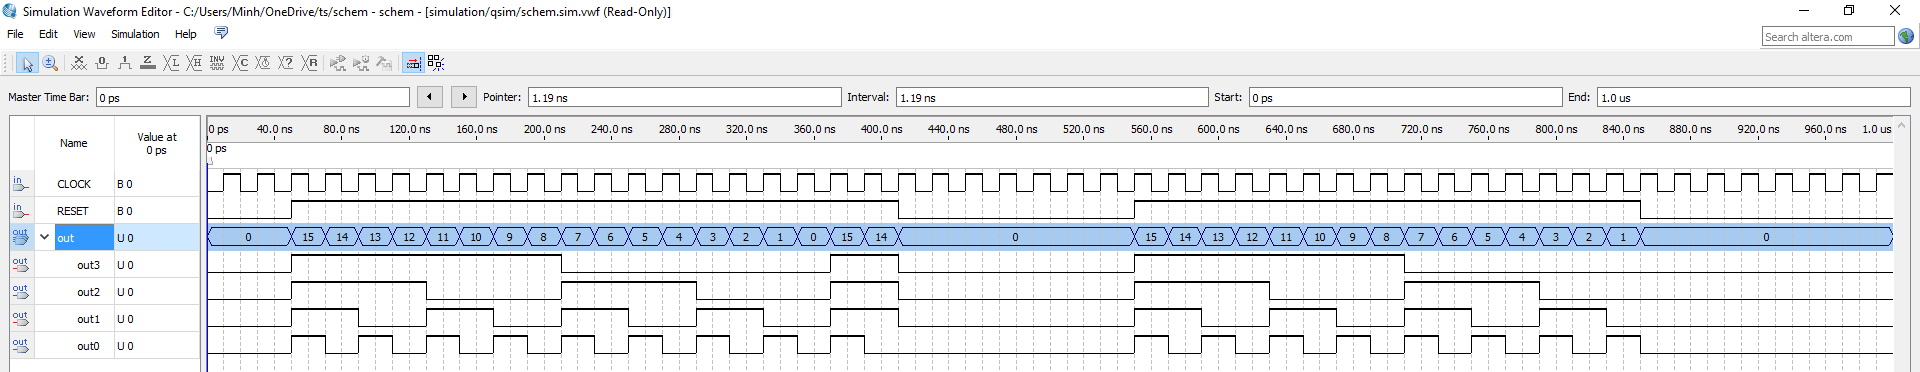 Simulation Waveform Editor - C:/Users/Minh/OneDrive/ts/schem - schem - [simulation/qsim/schem.sim.vwf (Read-Only)]
File Edit View Simulation Help
Search altera.com
Master Time Bar: 0 ps Pointer: 1.19 ns Interval: 1.19 ns Start: 0 ps End: 1.0 us
Name Value at 0 ps
0 ps 40.0 ns 80.0 ns 120.0 ns 160.0 ns 200.0 ns 240.0 ns 280.0 ns 320.0 ns 360.0 ns 400.0 ns 440.0 ns 480.0 ns 520.0 ns 560.0 ns 600.0 ns 640.0 ns 680.0 ns 720.0 ns 760.0 ns 800.0 ns 840.0 ns 880.0 ns 920.0 ns 960.0 ns 1.0 us
0 ps
in CLOCK B 0
in RESET B 0
out out U 0 0 15 14 13 12 11 10 9 8 7 6 5 4 3 2 1 0 15 14 0 15 14 13 12 11 10 9 8 7 6 5 4 3 2 1 0
out out3 U 0
out out2 U 0
out out1 U 0
out out0 U 0